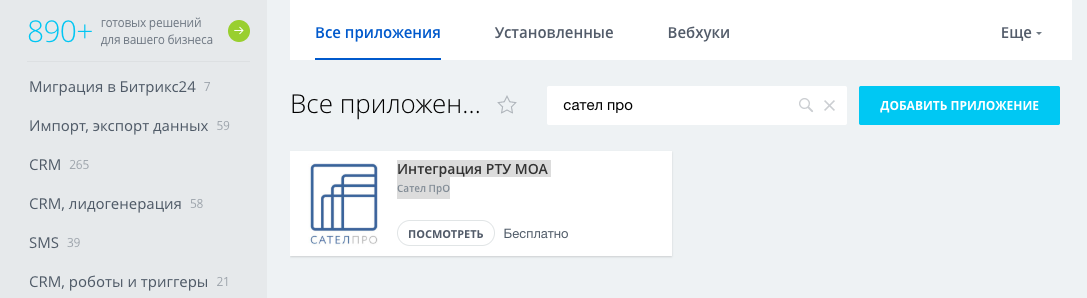 890+
готовых решений
для вашего бизнеса
Миграция в Битрикс24 7
Импорт, экспорт данных 59
CRM 265
CRM, лидогенерация 58
SMS 39
CRM, роботы и триггеры 21
Все приложения Установленные Вебхуки Еще
Все приложен...
сател про
ДОБАВИТЬ ПРИЛОЖЕНИЕ
САТЕЛПРО
Интеграция РТУ МОА
Сател ПрО
ПОСМОТРЕТЬ Бесплатно